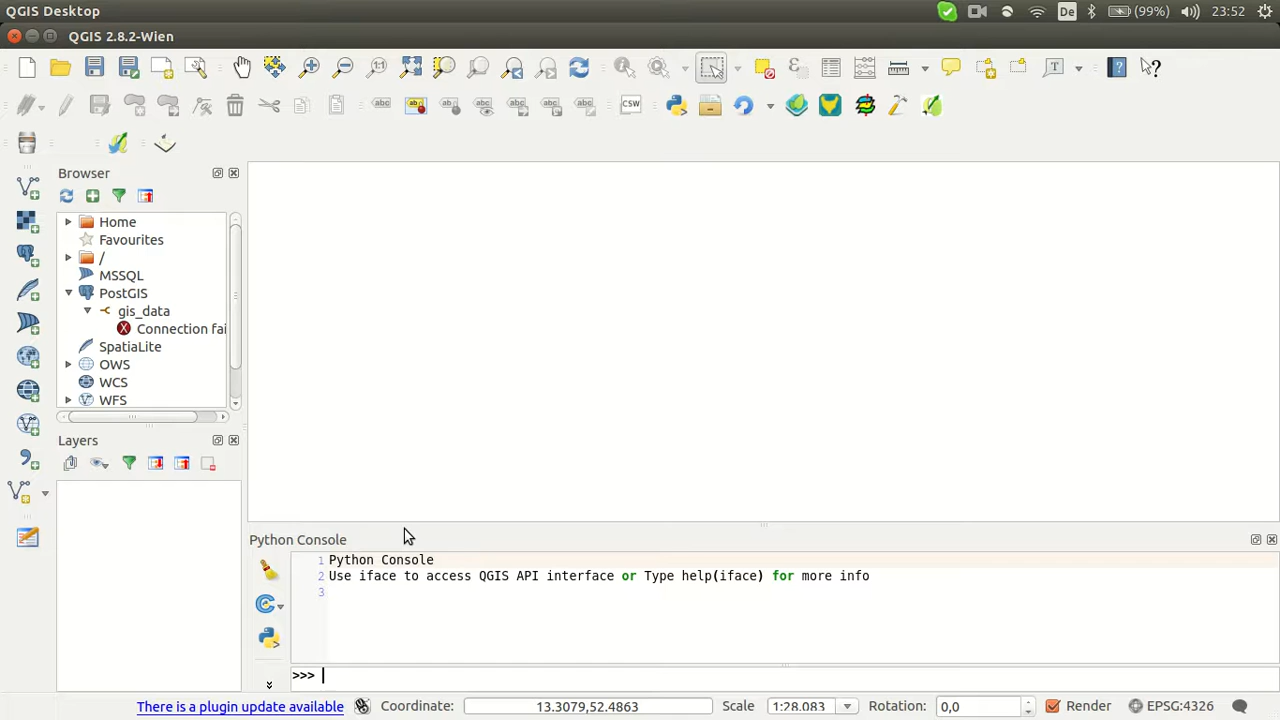 QGIS Desktop
De
(99%)
23:52
QGIS 2.8.2-Wien
CSW
Browser
Home
Favourites
/
MSSQL
PostGIS
gis_data
Connection fai
SpatiaLite
OWS
WCS
WFS
Layers
Python Console
1 Python Console
2 Use iface to access QGIS API interface or Type help(iface) for more info
3
>>>
There is a plugin update available
Coordinate:
13.3079,52.4863
Scale
1:28.083
Rotation:
0,0
Render
EPSG:4326